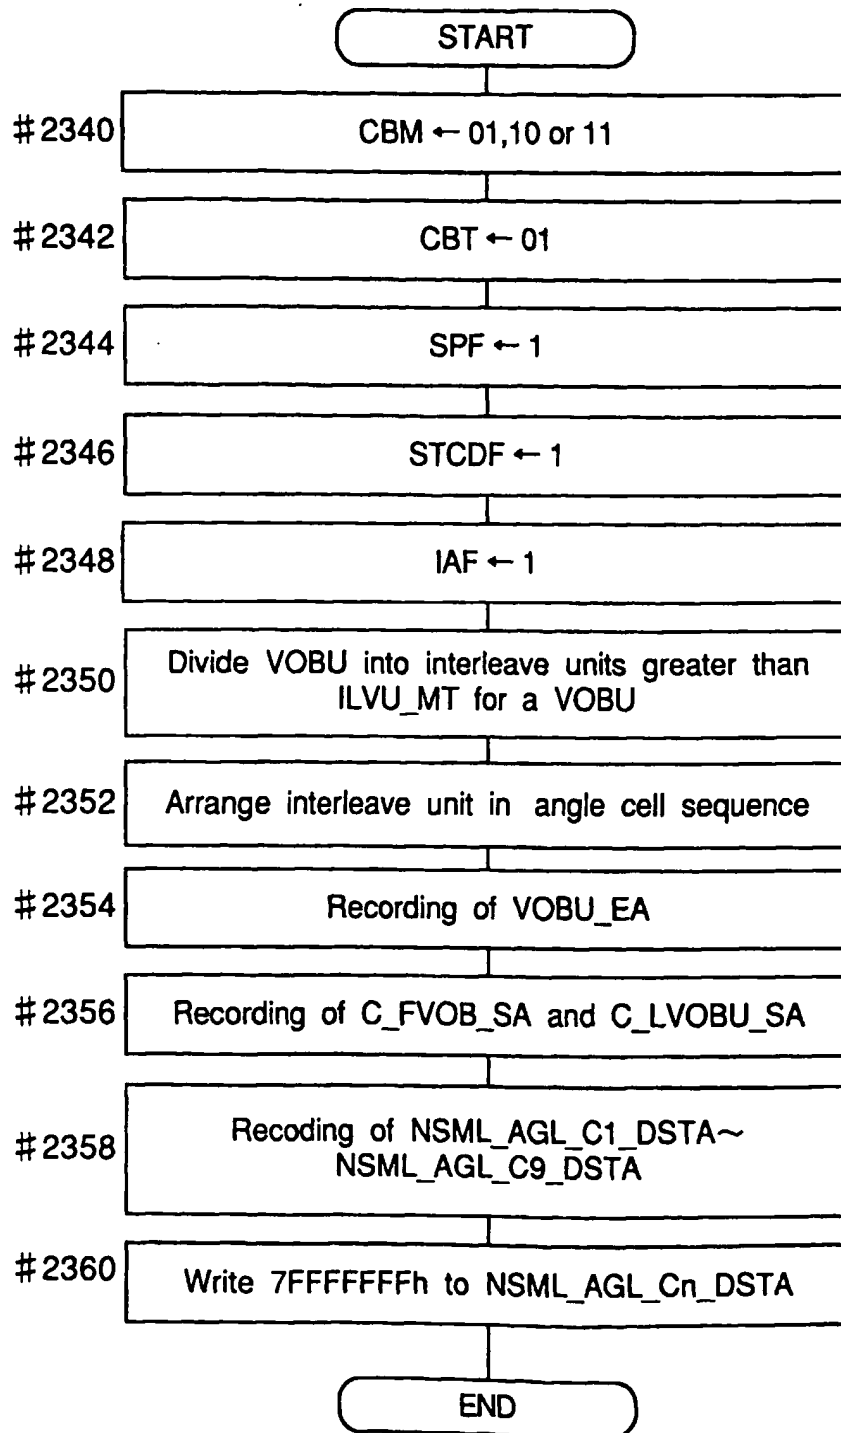 START
#2340
CBM ← 01,10 or 11
#2342
CBT ← 01
#2344
SPF ← 1
#2346
STCDF ← 1
#2348
IAF ← 1
#2350
Divide VOBU into interleave units greater than
ILVU_MT for a VOBU
#2352
Arrange interleave unit in angle cell sequence
#2354
Recording of VOBU_EA
#2356
Recording of C_FVOB_SA and C_LVOBU_SA
#2358
Recoding of NSML_AGL_C1_DSTA~
NSML_AGL_C9_DSTA
#2360
Write 7FFFFFFFh to NSML_AGL_Cn_DSTA
END